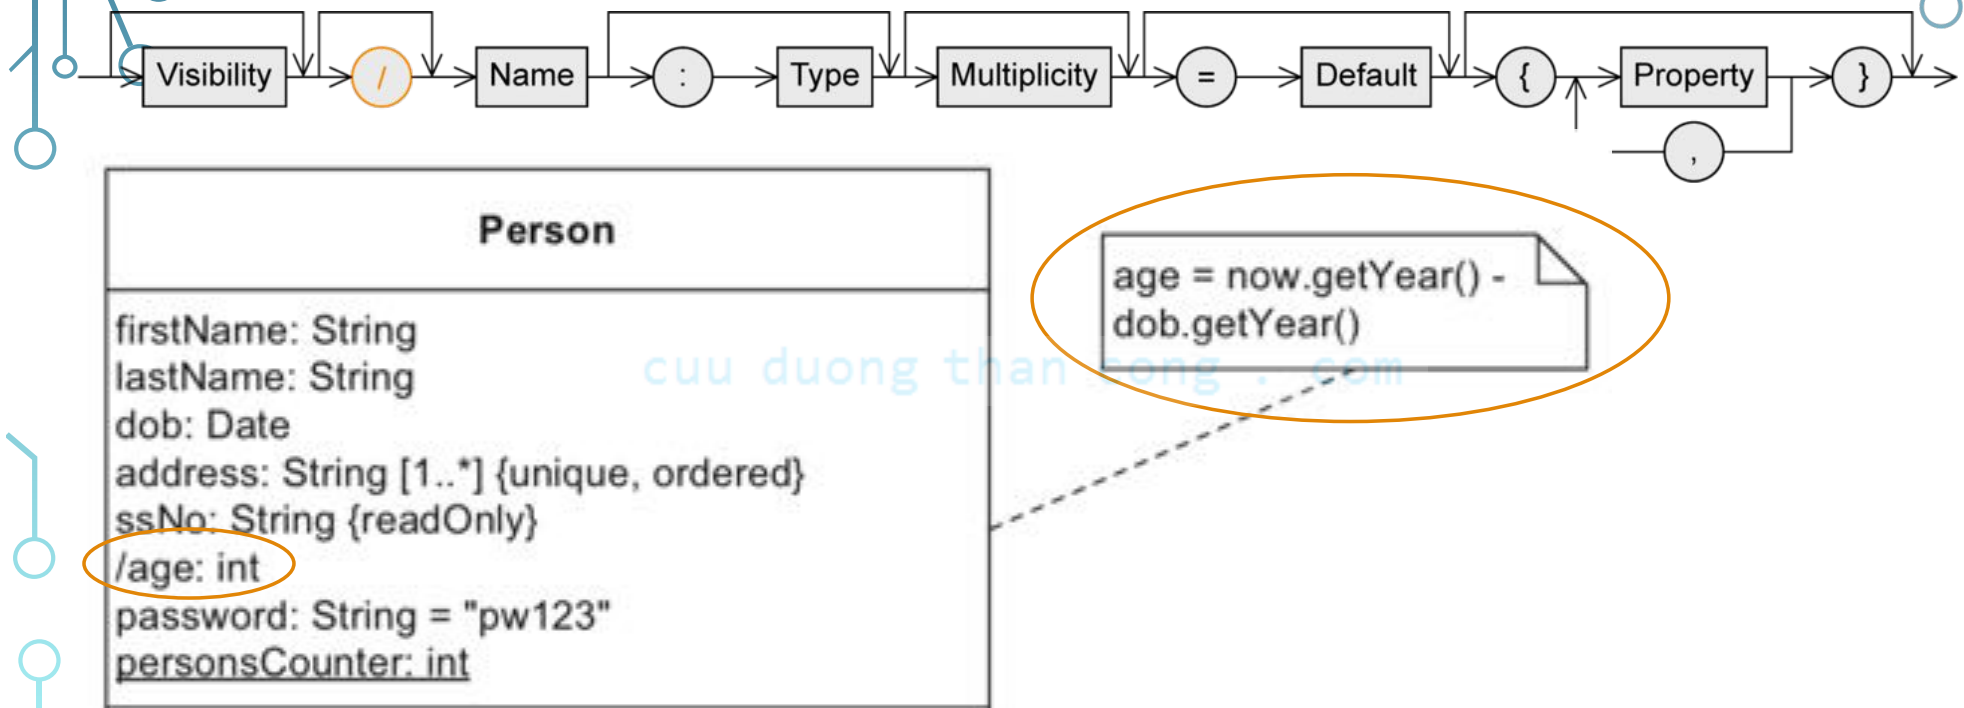 Visibility / Name : Type Multiplicity = Default { Property }
,
Person
age = now.getYear() -
dob.getYear()
firstName: String
lastName: String
cuu duong than cong . com
dob: Date
address: String [1..*] {unique, ordered}
ssNo: String {readOnly}
/age: int
password: String = "pw123"
personsCounter: int